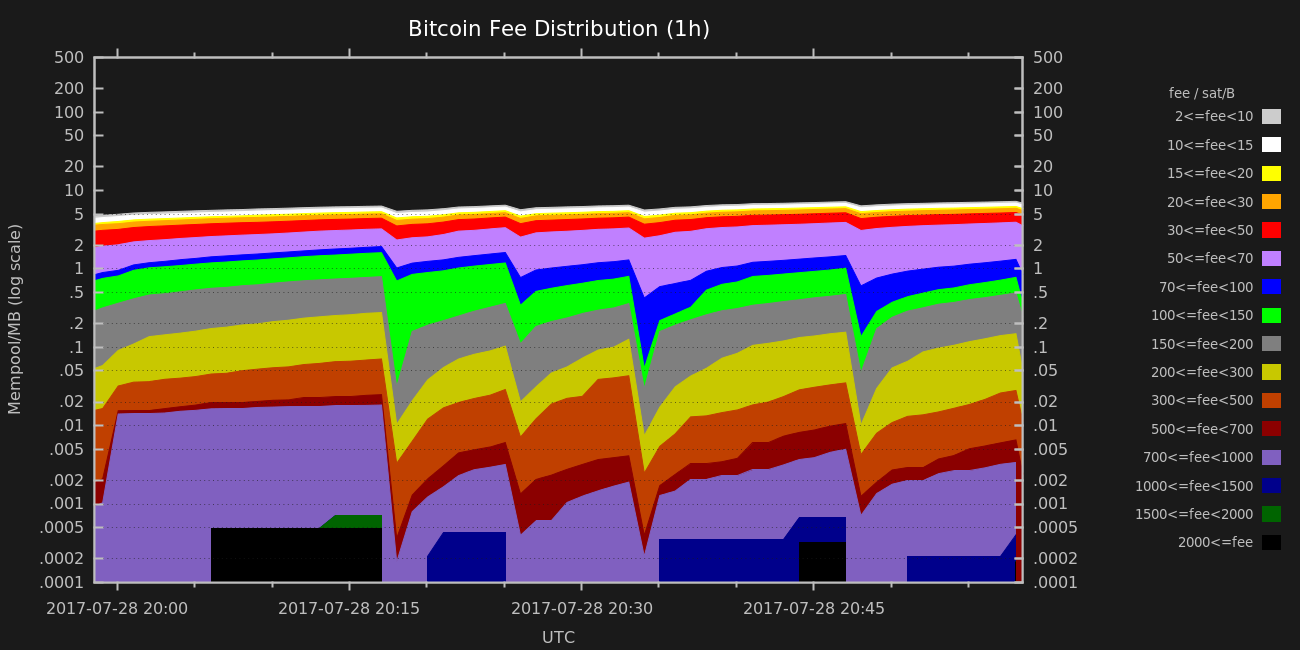 Bitcoin Fee Distribution (1h)
500 500
200 200
100 100
50 50
20 20
10 10
5 5
2 2
1 1
.5 .5
.2 .2
.1 .1
.05 .05
.02 .02
.01 .01
.005 .005
.002 .002
.001 .001
.0005 .0005
.0002 .0002
.0001 .0001
Mempool/MB (log scale)
2017-07-28 20:00 2017-07-28 20:15 2017-07-28 20:30 2017-07-28 20:45
UTC
fee / sat/B
2<=fee<10
10<=fee<15
15<=fee<20
20<=fee<30
30<=fee<50
50<=fee<70
70<=fee<100
100<=fee<150
150<=fee<200
200<=fee<300
300<=fee<500
500<=fee<700
700<=fee<1000
1000<=fee<1500
1500<=fee<2000
2000<=fee